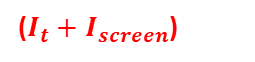 (I_t + I_screen)